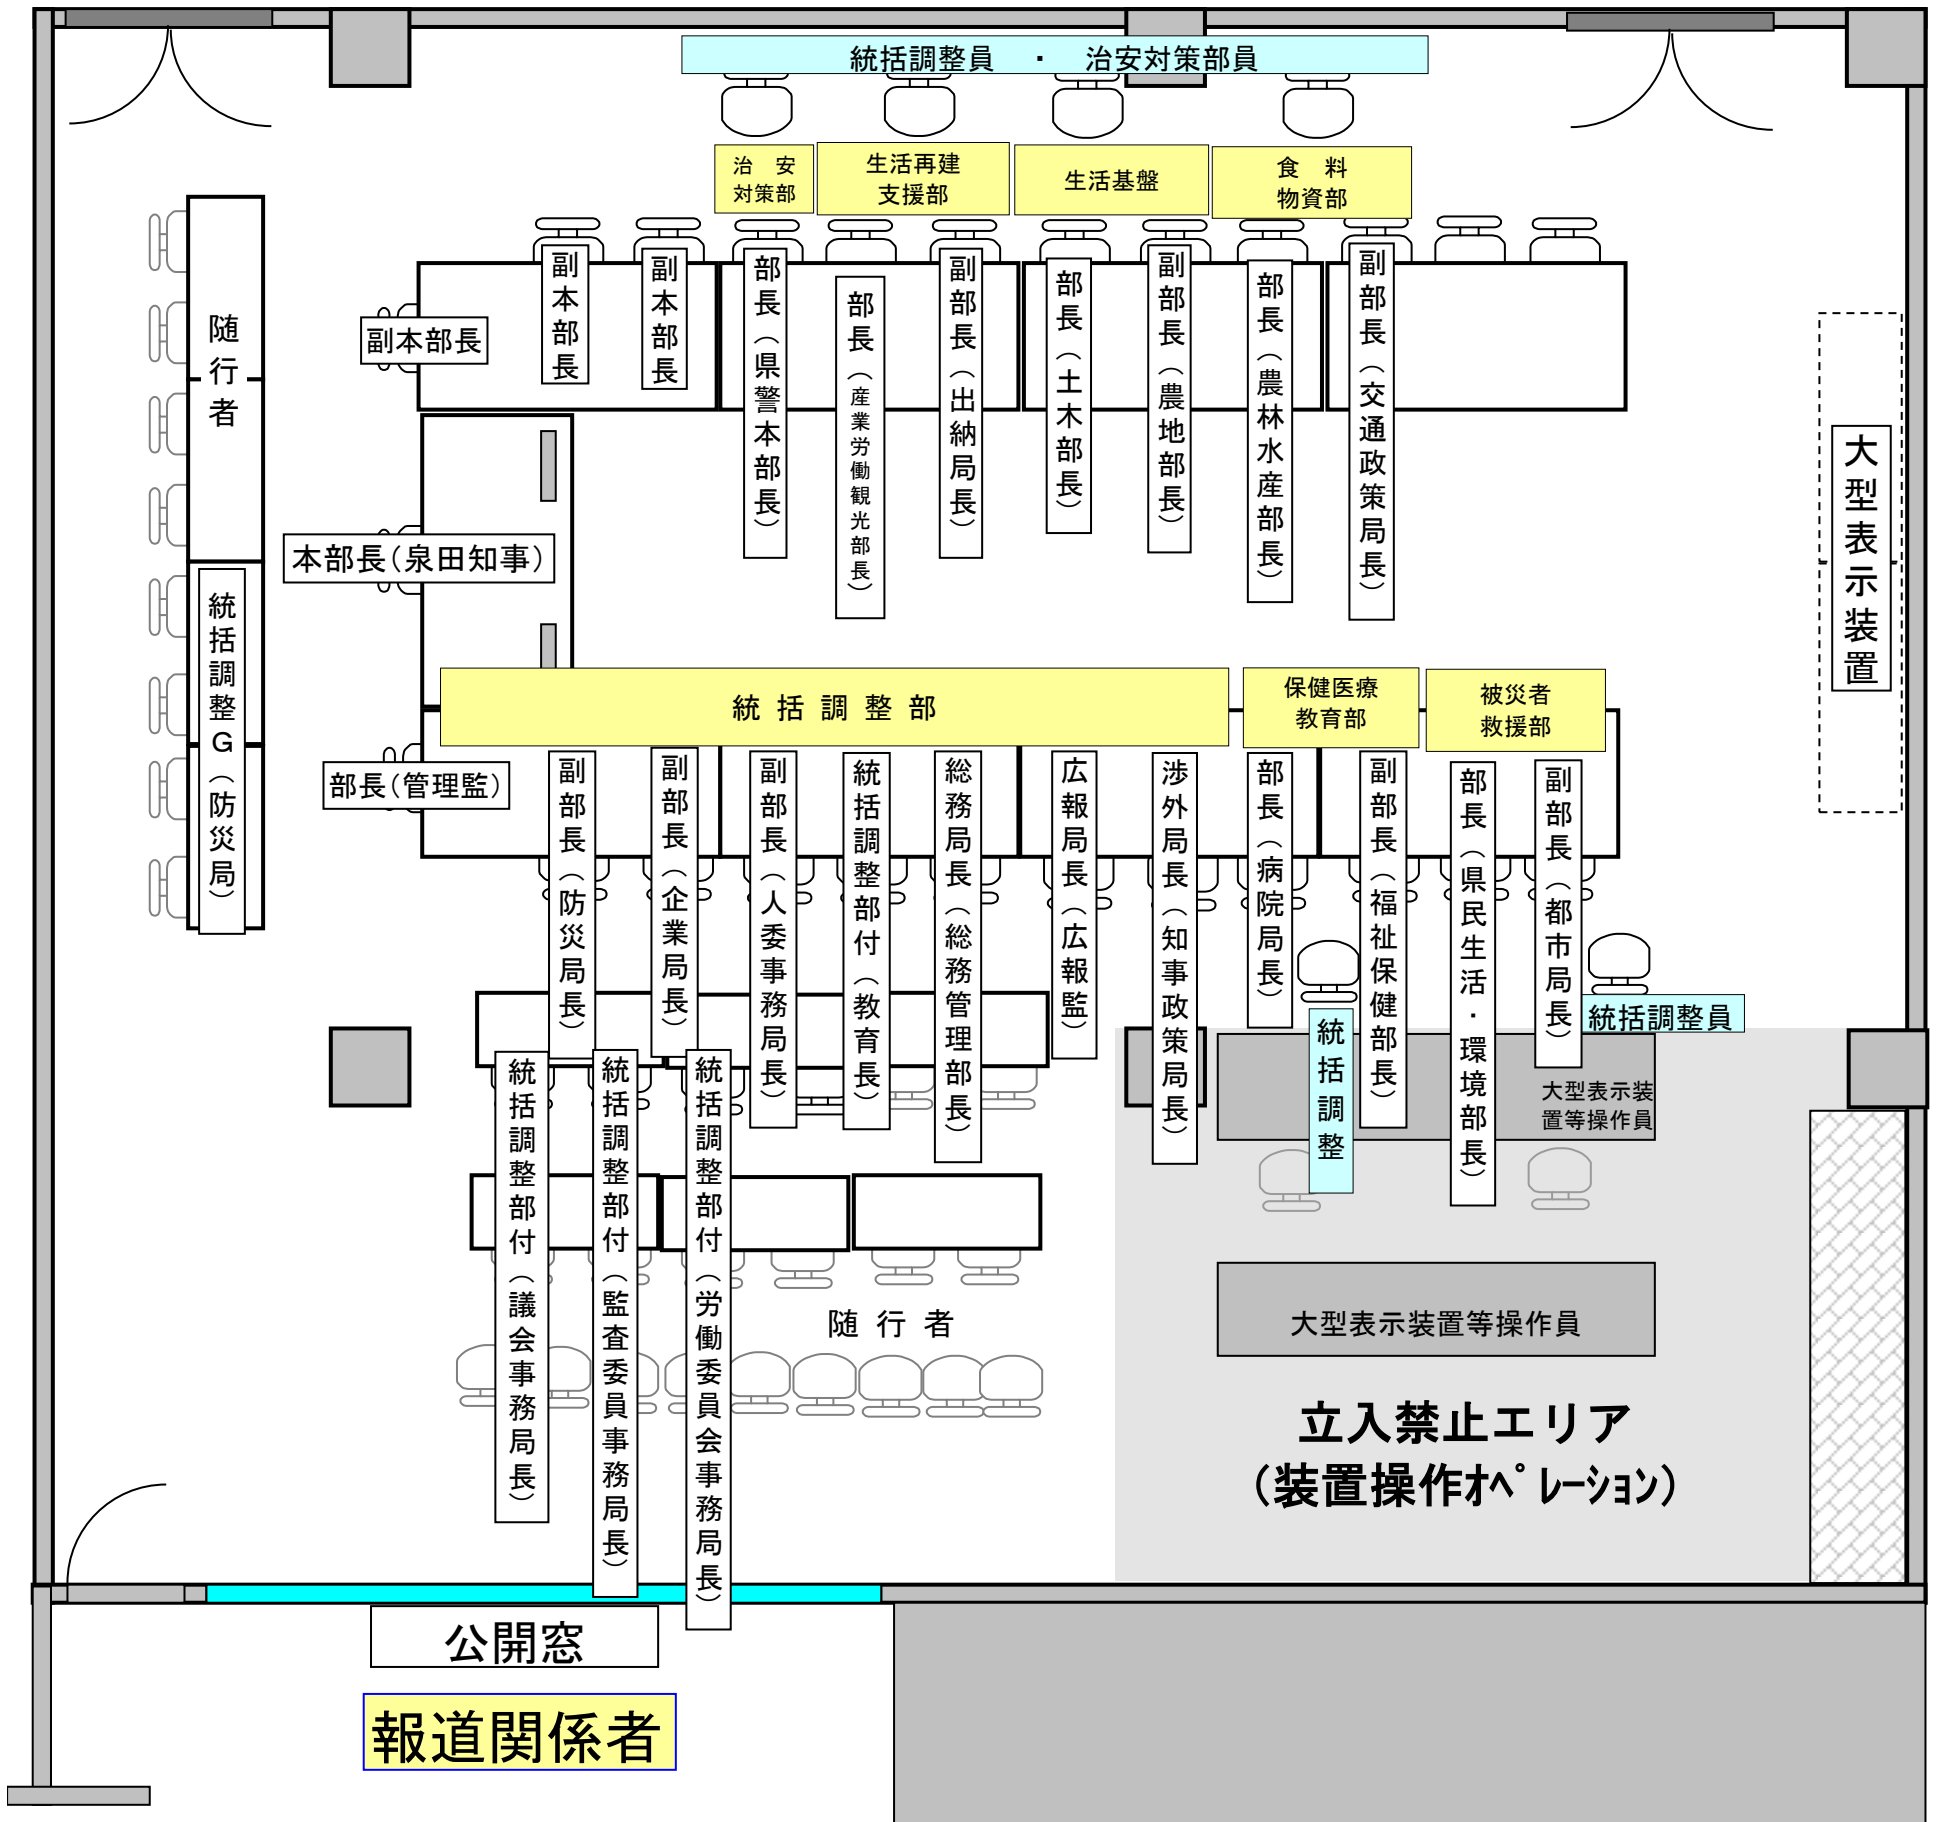 統括調整員　・　治安対策部員
治　安
対策部
生活再建
支援部
生活基盤
食　料
物資部
副本部長
副本部長
副本部長
部長（県警本部長）
部長（産業労働観光部長）
副部長（出納局長）
部長（土木部長）
副部長（農地部長）
部長（農林水産部長）
副部長（交通政策局長）
随行者
本部長（泉田知事）
大型表示装置
統括調整G（防災局）
統括調整部
保健医療
教育部
被災者
救援部
部長（管理監）
副部長（防災局長）
副部長（企業局長）
副部長（人委事務局長）
統括調整部付（教育長）
総務局長（総務管理部長）
広報局長（広報監）
渉外局長（知事政策局長）
部長（病院局長）
副部長（福祉保健部長）
部長（県民生活・環境部長）
副部長（都市局長）
統括調整員
統括調整
大型表示装
置等操作員
統括調整部付（議会事務局長）
統括調整部付（監査委員事務局長）
統括調整部付（労働委員会事務局長）
随 行 者
大型表示装置等操作員
立入禁止エリア
（装置操作ｵﾍﾟﾚｰｼｮﾝ）
公開窓
報道関係者